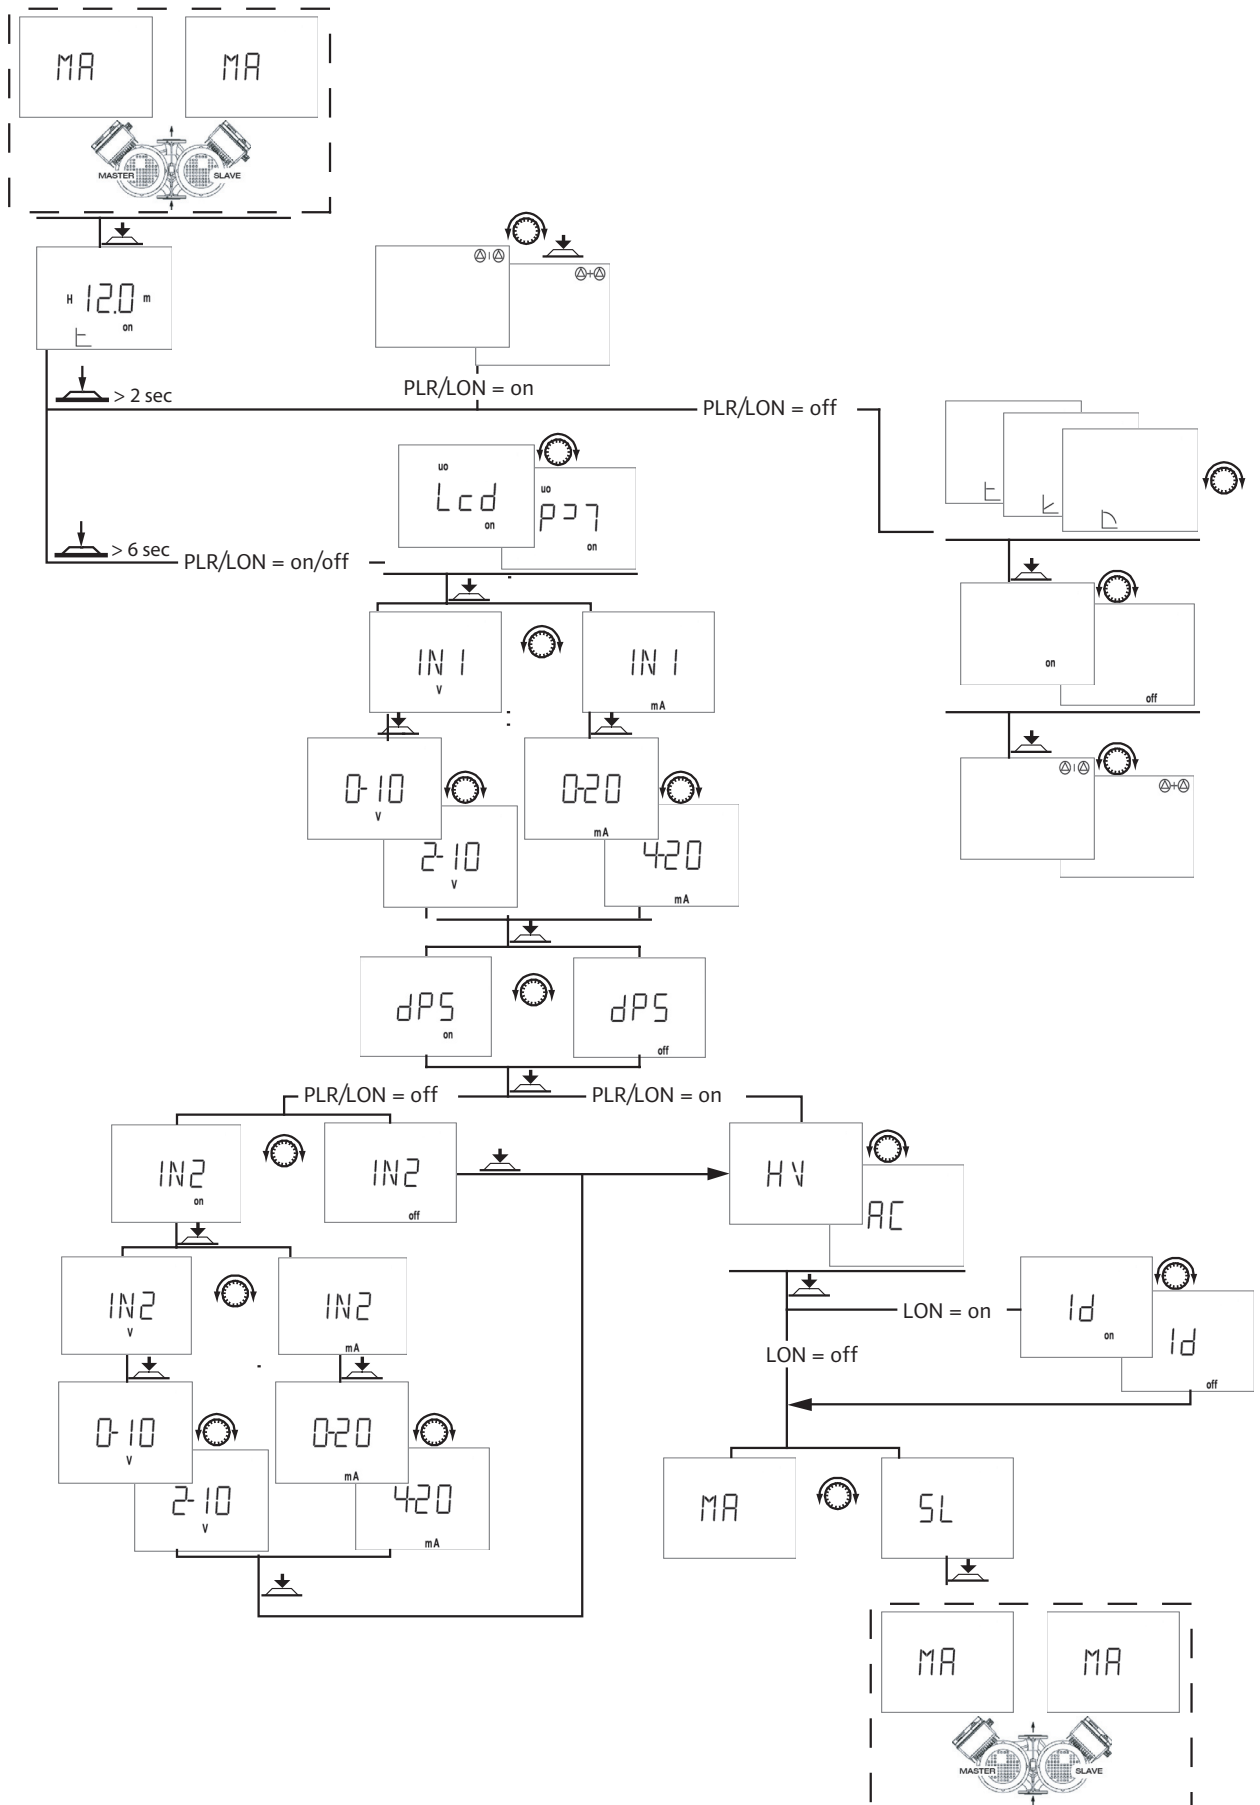 MA
MA
MASTER
SLAVE
H 12.0 m
on
> 2 sec
PLR/LON = on
PLR/LON = off
uo
Lcd
on
uo
on
> 6 sec
PLR/LON = on/off
on
off
IN1
V
IN1
mA
0-10
V
2-10
V
0-20
mA
4-20
mA
dPS
on
dPS
off
PLR/LON = off
PLR/LON = on
IN2
on
IN2
off
HV
AC
IN2
V
IN2
mA
LON = on
Id
on
Id
off
LON = off
0-10
V
2-10
V
0-20
mA
4-20
mA
MA
SL
MA
MA
MASTER
SLAVE